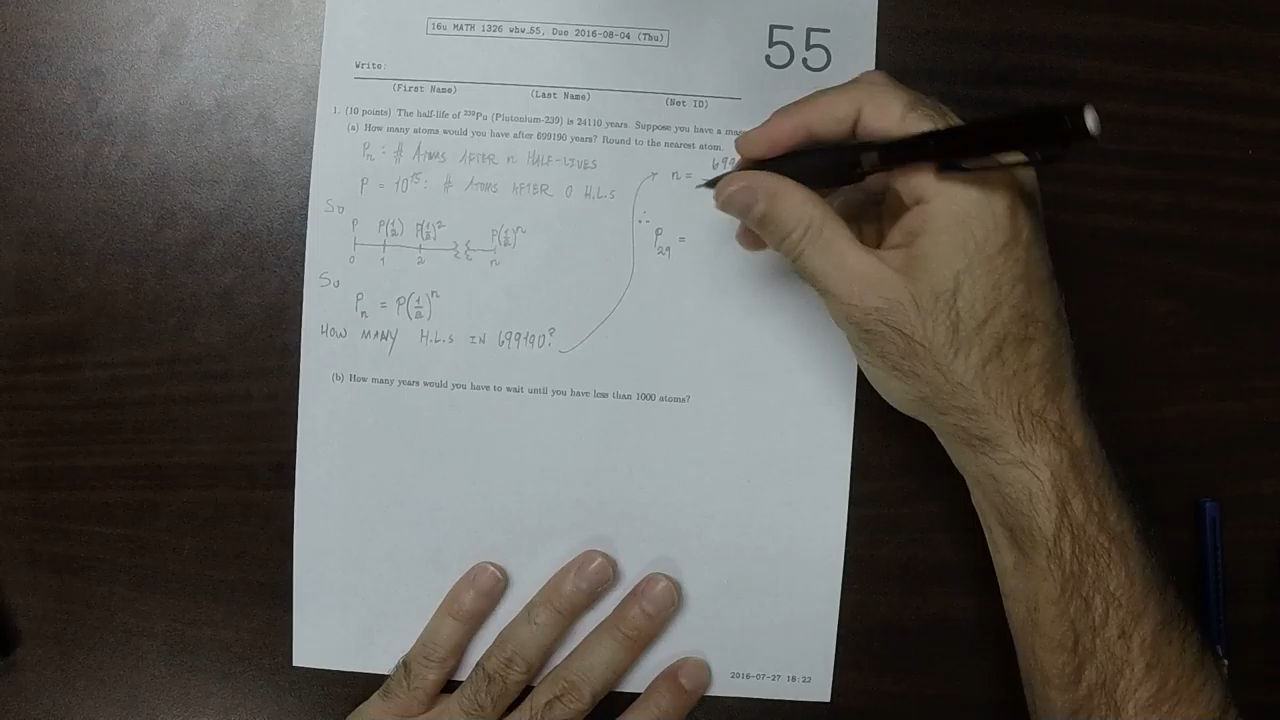 16u MATH 1326 whw_55, Due 2016-08-04 (Thu)
55
Write:
(First Name) (Last Name) (Net ID)
1. (10 points) The half-life of ²³⁹Pu (Plutonium-239) is 24110 years. Suppose you have a
(a) How many atoms would you have after 699190 years? Round to the nearest atom.
Pn : # ATOMS AFTER n HALF-LIVES
P = 10¹⁵ : # ATOMS AFTER 0 H.L.s
So
P P(1/2) P(1/2)² P(1/2)ⁿ
0 1 2 n
So
Pn = P(1/2)ⁿ
HOW MANY H.L.s IN 699190?
n =
∴
P29 =
(b) How many years would you have to wait until you have less than 1000 atoms?
2016-07-27 18:22